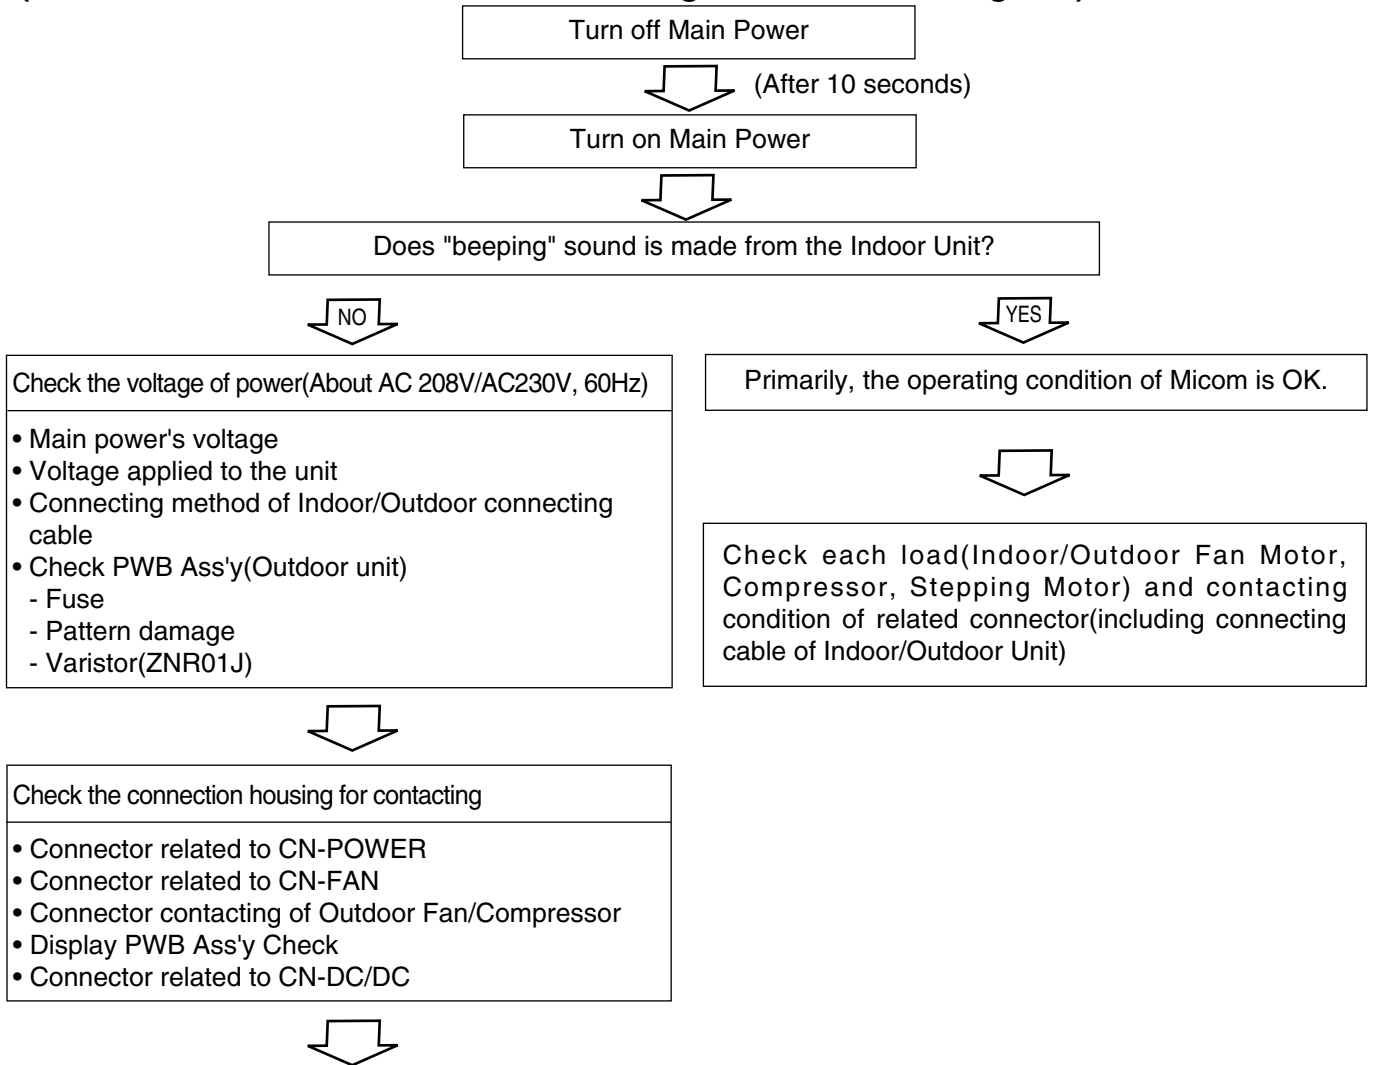 Turn off Main Power
(After 10 seconds)
Turn on Main Power
Does "beeping" sound is made from the Indoor Unit?
NO
YES
Check the voltage of power(About AC 208V/AC230V, 60Hz)
• Main power's voltage
• Voltage applied to the unit
• Connecting method of Indoor/Outdoor connecting
cable
• Check PWB Ass'y(Outdoor unit)
- Fuse
- Pattern damage
- Varistor(ZNR01J)
Primarily, the operating condition of Micom is OK.
Check each load(Indoor/Outdoor Fan Motor,
Compressor, Stepping Motor) and contacting
condition of related connector(including connecting
cable of Indoor/Outdoor Unit)
Check the connection housing for contacting
• Connector related to CN-POWER
• Connector related to CN-FAN
• Connector contacting of Outdoor Fan/Compressor
• Display PWB Ass'y Check
• Connector related to CN-DC/DC